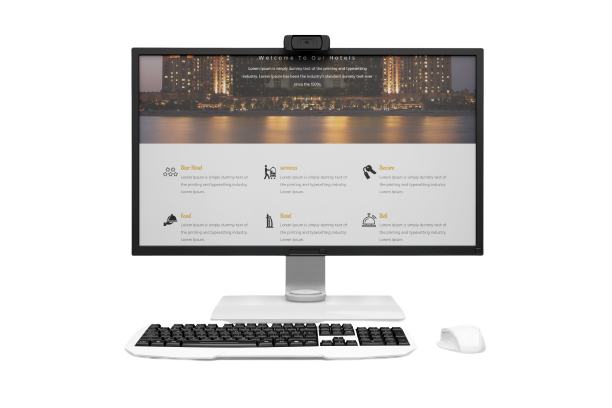 Welcome To Our Hotels
Lorem Ipsum is simply dummy text of the printing and typesetting
industry. Lorem Ipsum has been the industry's standard dummy text ever
since the 1500s,
Star Hotel
Lorem Ipsum is simply dummy text of
the printing and typesetting industry.
Lorem Ipsum
services
Lorem Ipsum is simply dummy text of
the printing and typesetting industry.
Lorem Ipsum
Secure
Lorem Ipsum is simply dummy text of
the printing and typesetting industry.
Lorem Ipsum
Food
Lorem Ipsum is simply dummy text of
the printing and typesetting industry.
Lorem Ipsum
Hotel
Lorem Ipsum is simply dummy text of
the printing and typesetting industry.
Lorem Ipsum
Bell
Lorem Ipsum is simply dummy text of
the printing and typesetting industry.
Lorem Ipsum